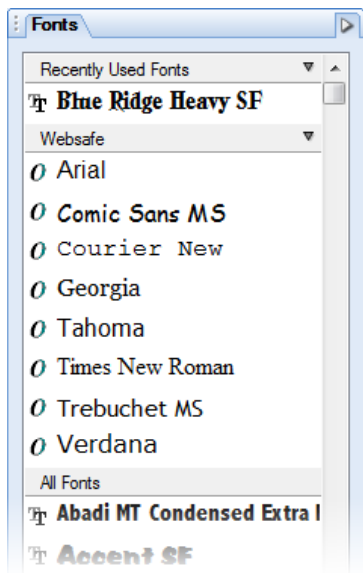 Fonts
Recently Used Fonts
Blue Ridge Heavy SF
Websafe
Arial
Comic Sans MS
Courier New
Georgia
Tahoma
Times New Roman
Trebuchet MS
Verdana
All Fonts
Abadi MT Condensed Extra
Accent SF